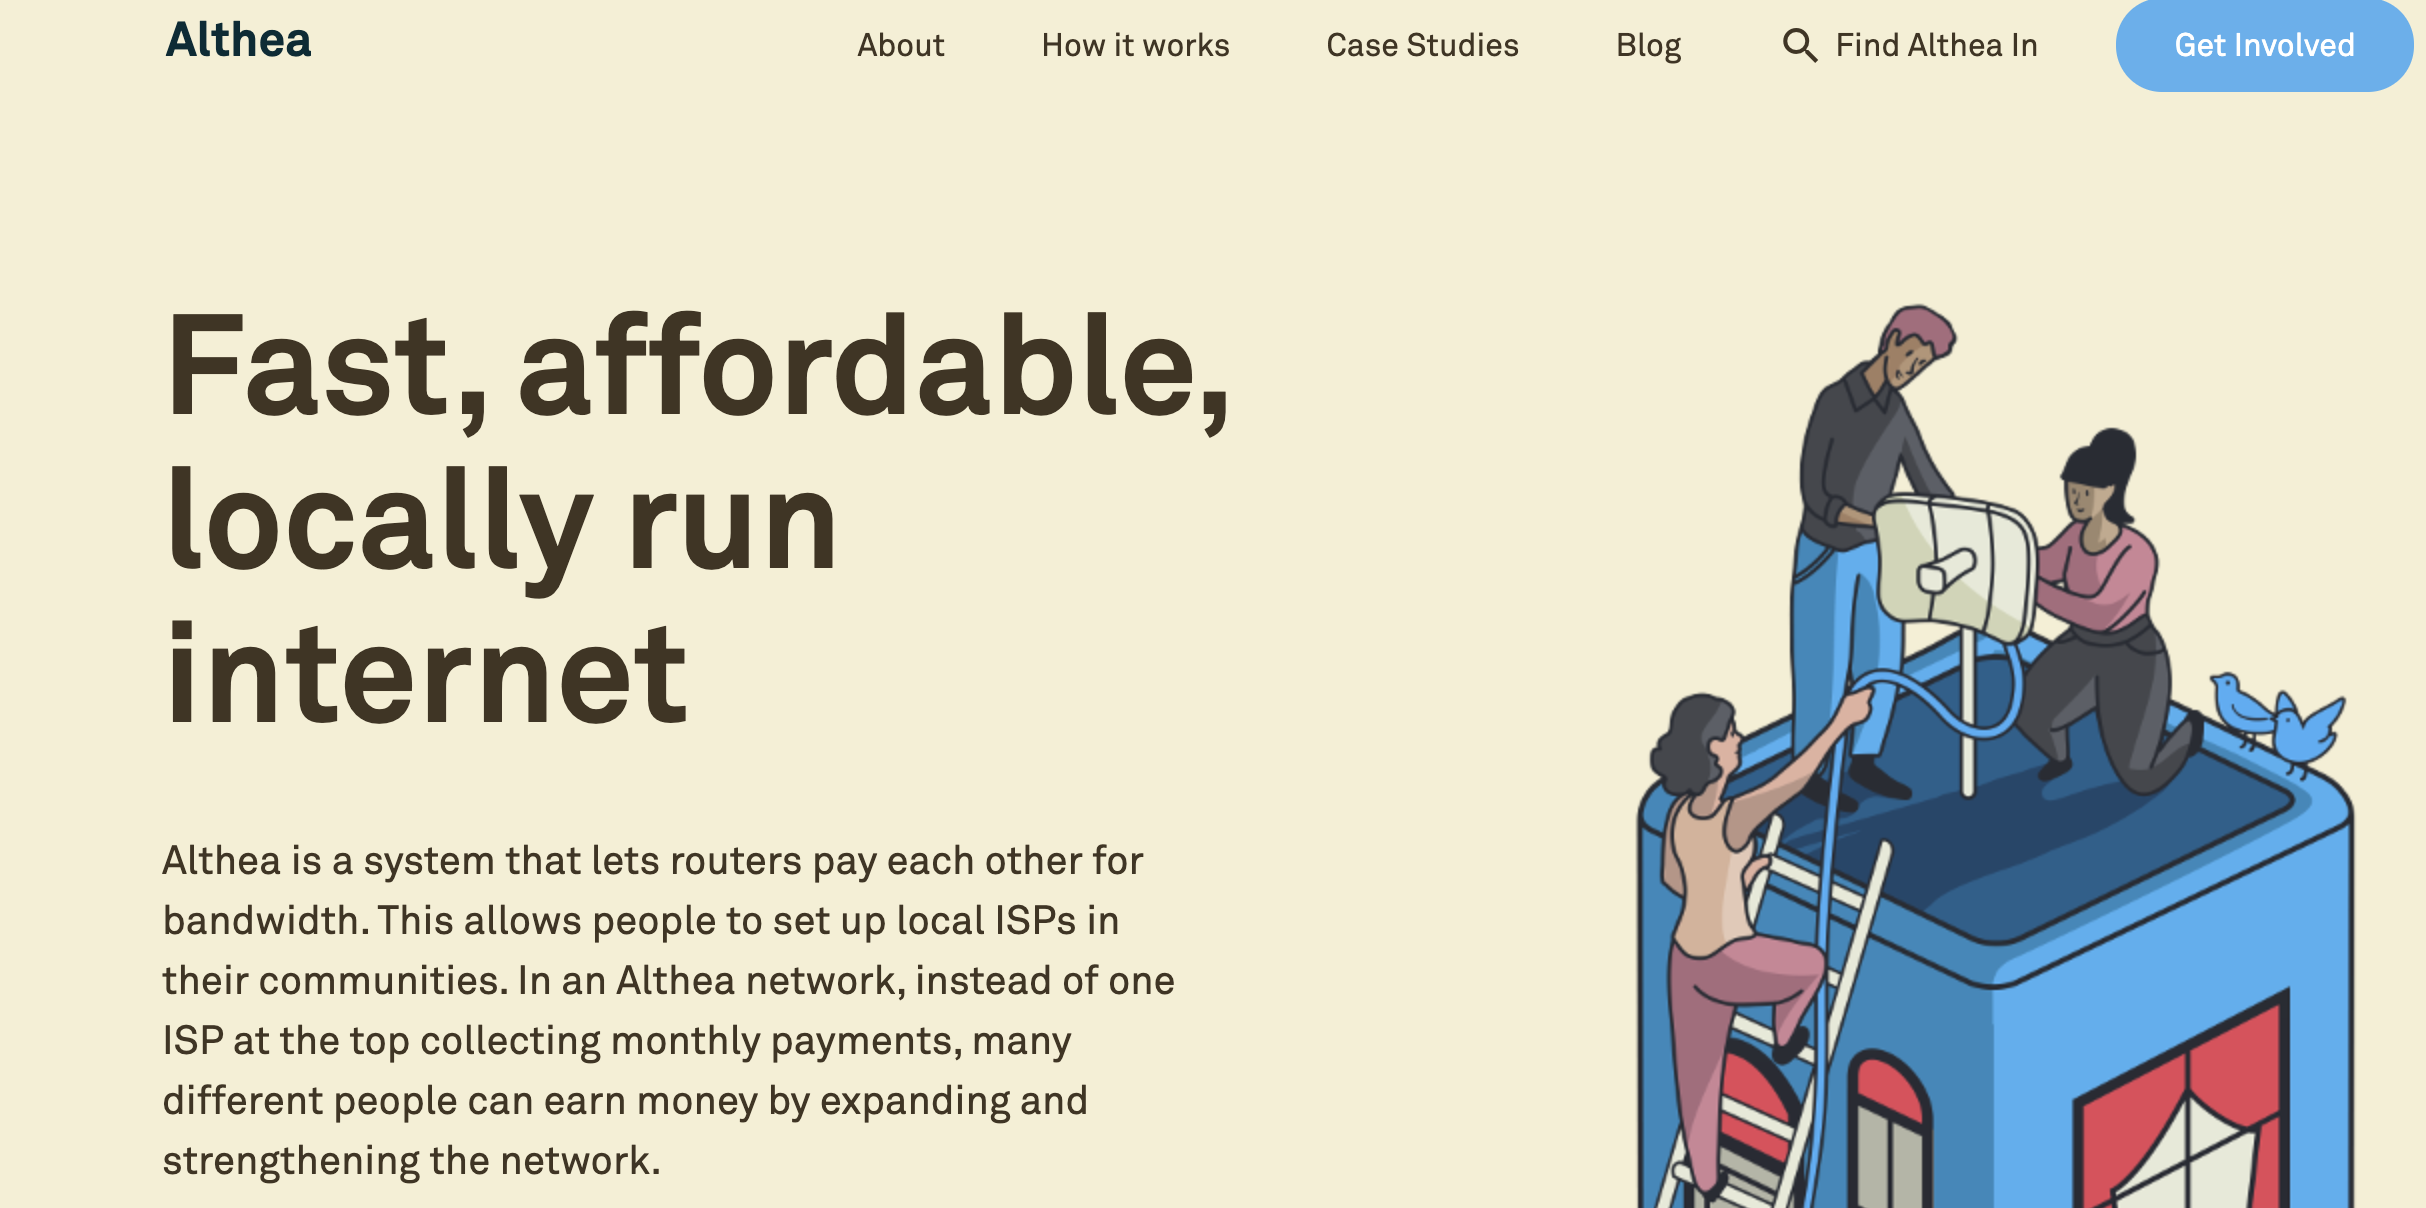 Althea
About
How it works
Case Studies
Blog
Find Althea In
Get Involved
Fast, affordable,
locally run
internet
Althea is a system that lets routers pay each other for
bandwidth. This allows people to set up local ISPs in
their communities. In an Althea network, instead of one
ISP at the top collecting monthly payments, many
different people can earn money by expanding and
strengthening the network.